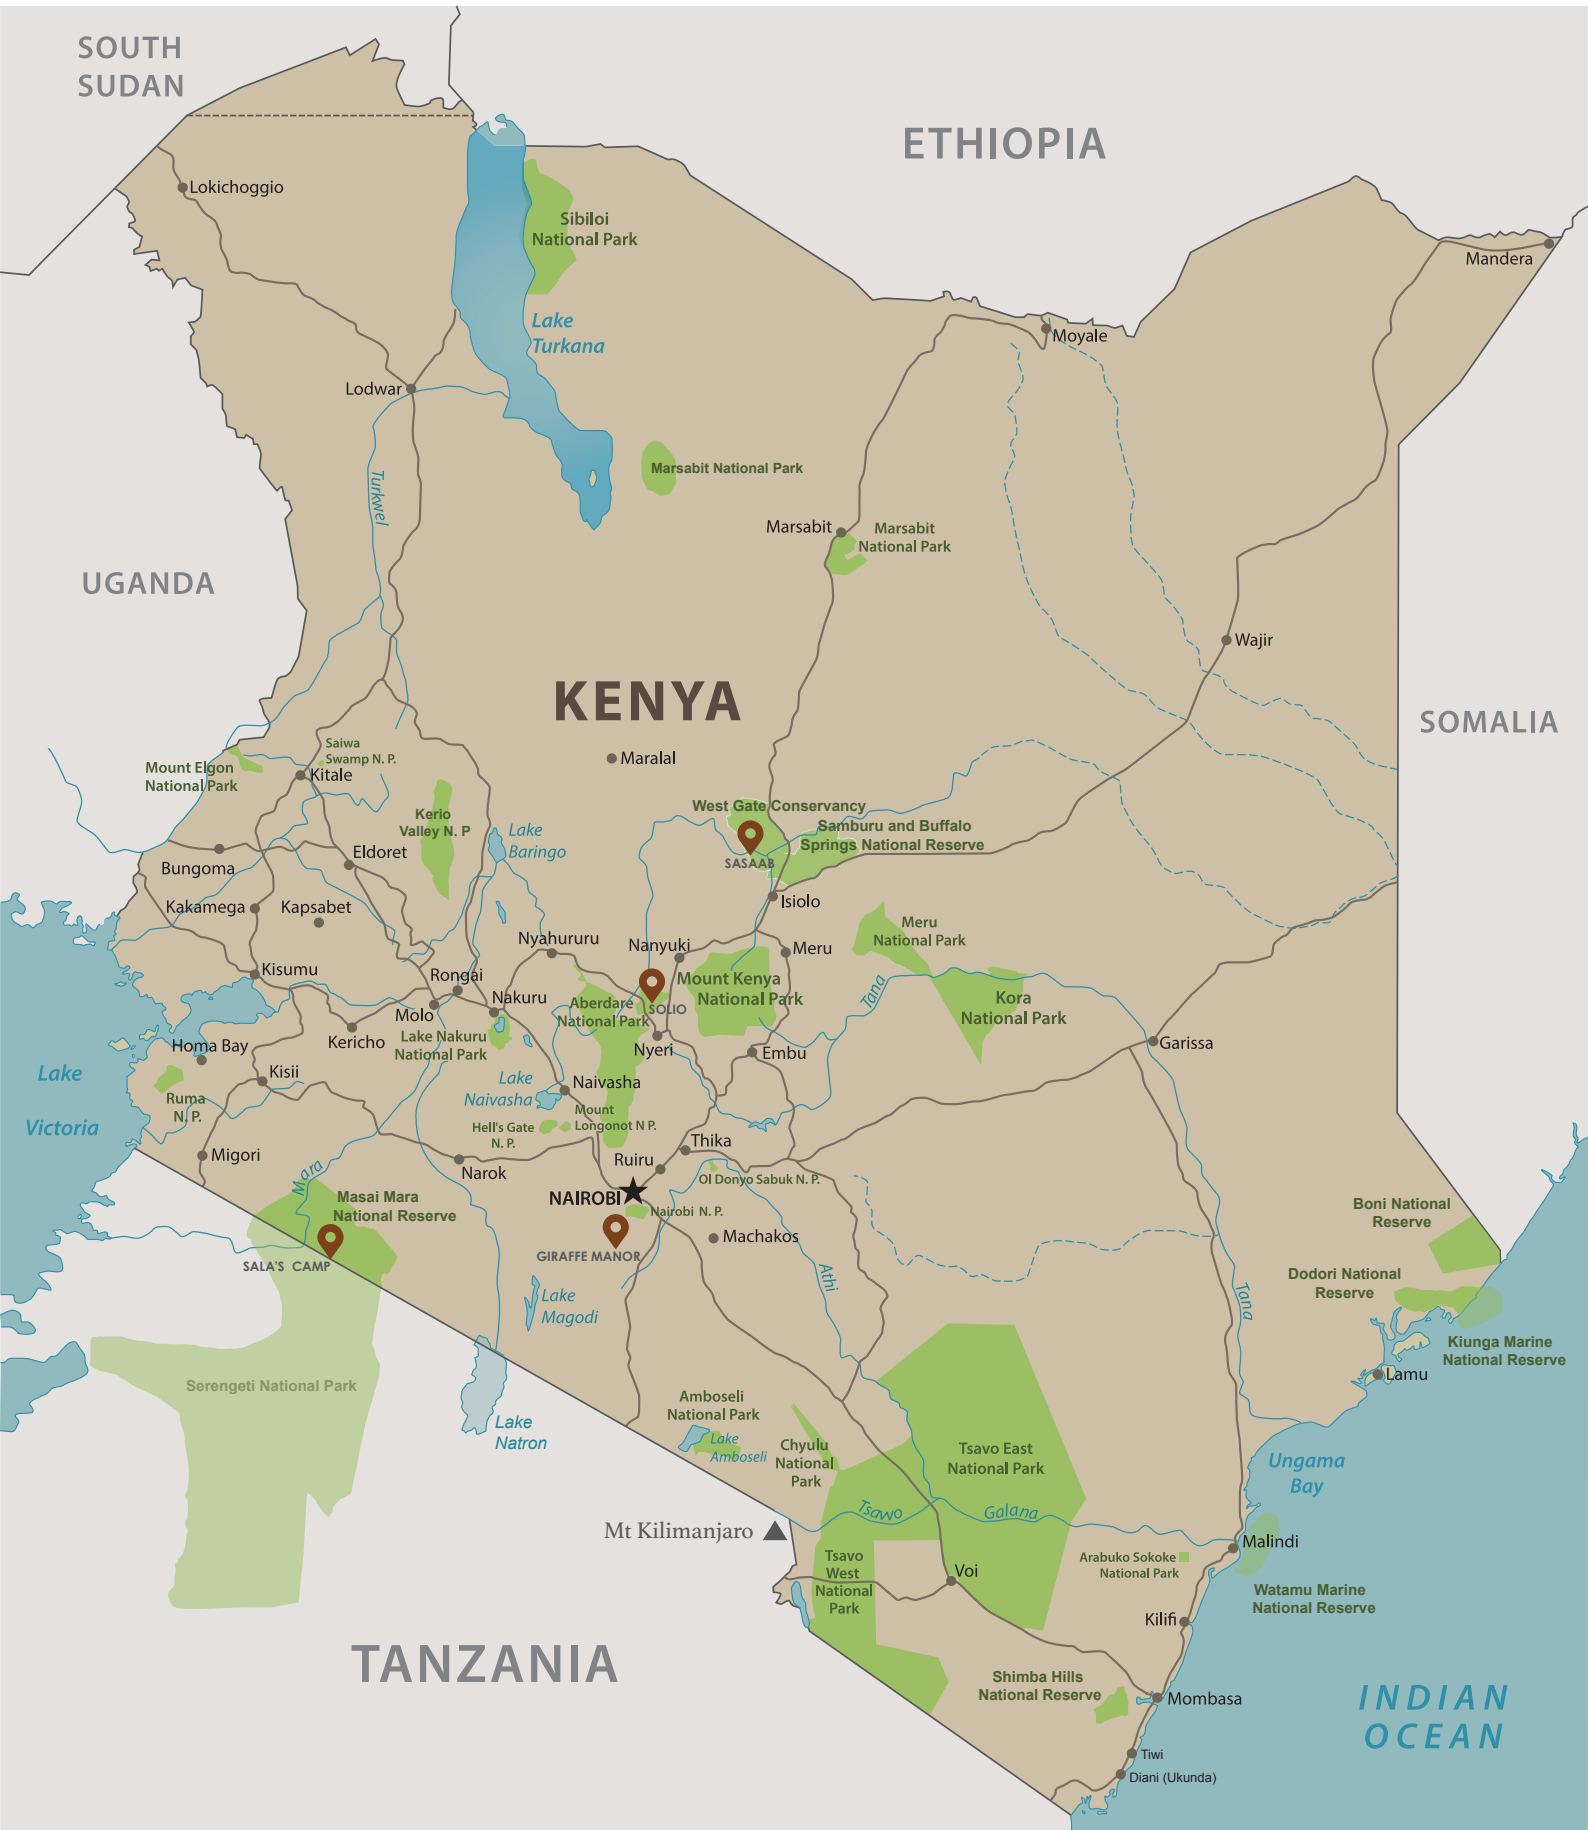 SOUTH
SUDAN
ETHIOPIA
Lokichoggio
Sibiloi
National Park
Mandera
Lake
Turkana
Moyale
Lodwar
Turkwel
Marsabit National Park
Marsabit
Marsabit
National Park
UGANDA
Wajir
KENYA
SOMALIA
Saiwa
Swamp N. P.
Maralal
Mount Elgon
National Park
Kitale
West Gate Conservancy
Kerio
Valley N. P
Lake
Baringo
Samburu and Buffalo
Springs National Reserve
Eldoret
SASAAB
Bungoma
Isiolo
Kakamega
Kapsabet
Meru
National Park
Nyahururu
Nanyuki
Meru
Kisumu
Rongai
Mount Kenya
National Park
Tana
Nakuru
Aberdare
National Park
SOLIO
Kora
National Park
Molo
Kericho
Lake Nakuru
National Park
Homa Bay
Nyeri
Embu
Garissa
Lake
Victoria
Kisii
Lake
Naivasha
Naivasha
Ruma
N. P.
Mount
Longonot N P.
Hell's Gate
N. P.
Thika
Migori
Ruiru
Narok
Mara
Ol Donyo Sabuk N. P.
NAIROBI
Masai Mara
National Reserve
Nairobi N. P.
Boni National
Reserve
Machakos
GIRAFFE MANOR
SALA'S CAMP
Athi
Dodori National
Reserve
Tana
Lake
Magodi
Kiunga Marine
National Reserve
Lamu
Serengeti National Park
Amboseli
National Park
Lake
Natron
Lake
Amboseli
Chyulu
National
Park
Tsavo East
National Park
Ungama
Bay
Tsawo
Galana
Mt Kilimanjaro
Malindi
Tsavo
West
National
Park
Arabuko Sokoke
National Park
Voi
Watamu Marine
National Reserve
Kilifi
TANZANIA
Shimba Hills
National Reserve
Mombasa
INDIAN
OCEAN
Tiwi
Diani (Ukunda)